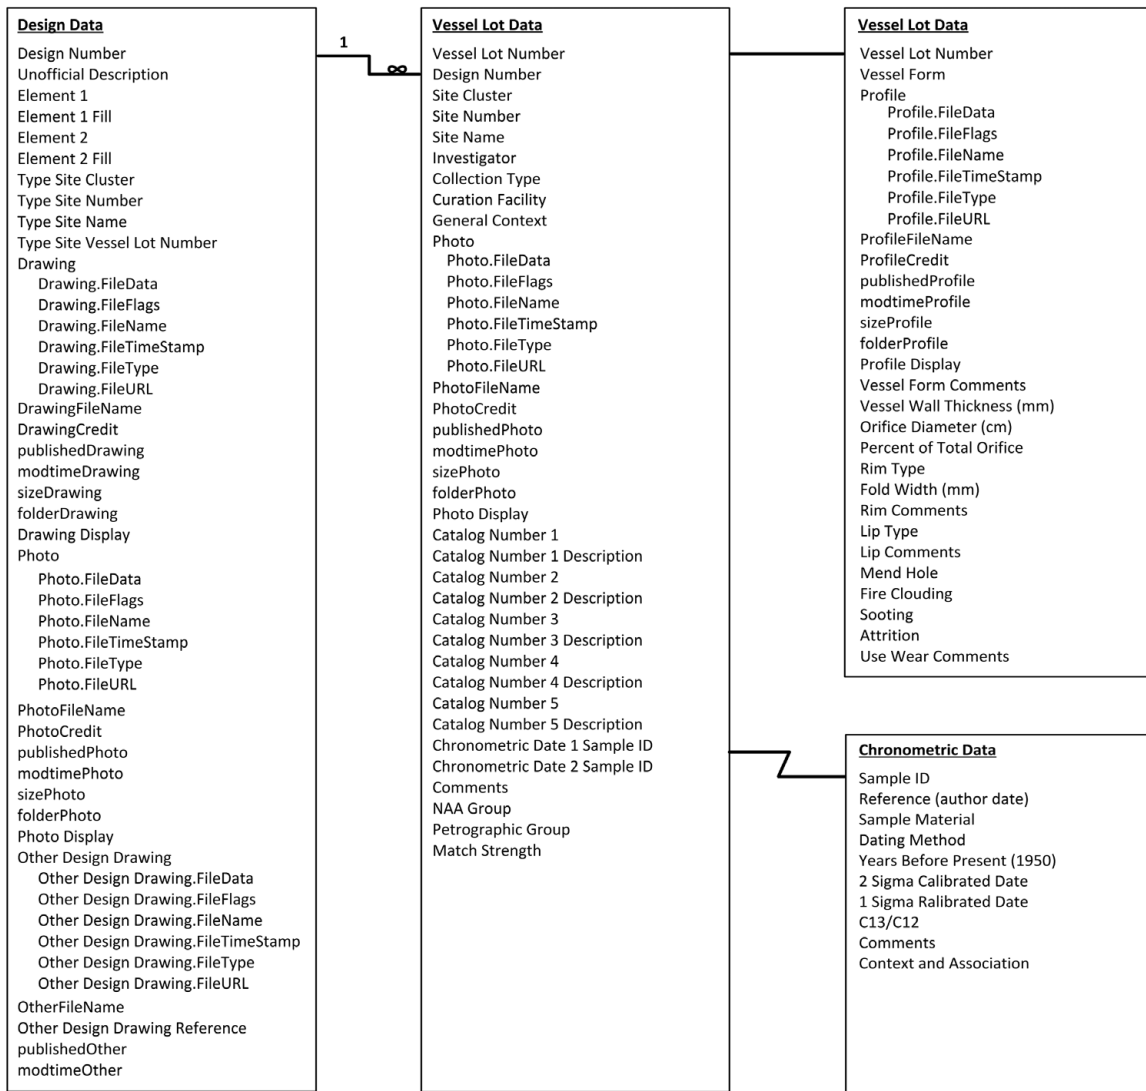 Design Data
Design Number
Unofficial Description
Element 1
Element 1 Fill
Element 2
Element 2 Fill
Type Site Cluster
Type Site Number
Type Site Name
Type Site Vessel Lot Number
Drawing
Drawing.FileData
Drawing.FileFlags
Drawing.FileName
Drawing.FileTimeStamp
Drawing.FileType
Drawing.FileURL
DrawingFileName
DrawingCredit
publishedDrawing
modtimeDrawing
sizeDrawing
folderDrawing
Drawing Display
Photo
Photo.FileData
Photo.FileFlags
Photo.FileName
Photo.FileTimeStamp
Photo.FileType
Photo.FileURL
PhotoFileName
PhotoCredit
publishedPhoto
modtimePhoto
sizePhoto
folderPhoto
Photo Display
Other Design Drawing
Other Design Drawing.FileData
Other Design Drawing.FileFlags
Other Design Drawing.FileName
Other Design Drawing.FileTimeStamp
Other Design Drawing.FileType
Other Design Drawing.FileURL
OtherFileName
Other Design Drawing Reference
publishedOther
modtimeOther
1
∞
Vessel Lot Data
Vessel Lot Number
Design Number
Site Cluster
Site Number
Site Name
Investigator
Collection Type
Curation Facility
General Context
Photo
Photo.FileData
Photo.FileFlags
Photo.FileName
Photo.FileTimeStamp
Photo.FileType
Photo.FileURL
PhotoFileName
PhotoCredit
publishedPhoto
modtimePhoto
sizePhoto
folderPhoto
Photo Display
Catalog Number 1
Catalog Number 1 Description
Catalog Number 2
Catalog Number 2 Description
Catalog Number 3
Catalog Number 3 Description
Catalog Number 4
Catalog Number 4 Description
Catalog Number 5
Catalog Number 5 Description
Chronometric Date 1 Sample ID
Chronometric Date 2 Sample ID
Comments
NAA Group
Petrographic Group
Match Strength
Vessel Lot Data
Vessel Lot Number
Vessel Form
Profile
Profile.FileData
Profile.FileFlags
Profile.FileName
Profile.FileTimeStamp
Profile.FileType
Profile.FileURL
ProfileFileName
ProfileCredit
publishedProfile
modtimeProfile
sizeProfile
folderProfile
Profile Display
Vessel Form Comments
Vessel Wall Thickness (mm)
Orifice Diameter (cm)
Percent of Total Orifice
Rim Type
Fold Width (mm)
Rim Comments
Lip Type
Lip Comments
Mend Hole
Fire Clouding
Sooting
Attrition
Use Wear Comments
Chronometric Data
Sample ID
Reference (author date)
Sample Material
Dating Method
Years Before Present (1950)
2 Sigma Calibrated Date
1 Sigma Ralibrated Date
C13/C12
Comments
Context and Association